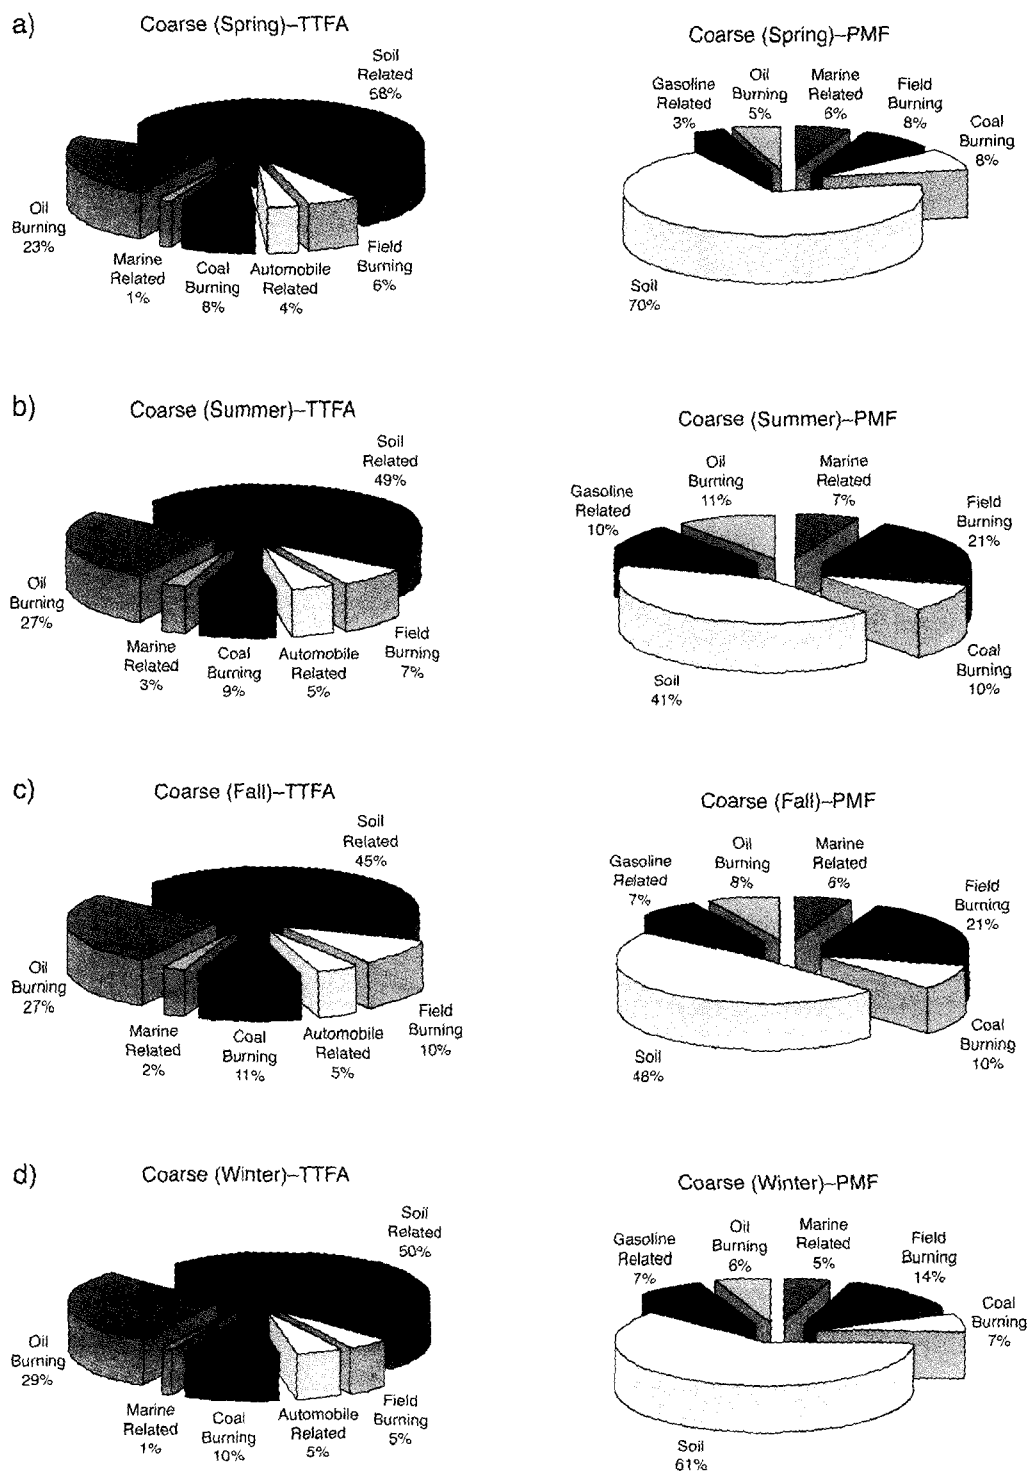 a)
Coarse (Spring)–TTFA
Soil
Related
58%
Oil
Burning
23%
Marine
Related
1%
Coal
Burning
8%
Automobile
Related
4%
Field
Burning
6%
Coarse (Spring)–PMF
Gasoline
Related
3%
Oil
Burning
5%
Marine
Related
6%
Field
Burning
8%
Coal
Burning
8%
Soil
70%
b)
Coarse (Summer)–TTFA
Soil
Related
49%
Oil
Burning
27%
Marine
Related
3%
Coal
Burning
9%
Automobile
Related
5%
Field
Burning
7%
Coarse (Summer)–PMF
Gasoline
Related
10%
Oil
Burning
11%
Marine
Related
7%
Field
Burning
21%
Coal
Burning
10%
Soil
41%
c)
Coarse (Fall)–TTFA
Soil
Related
45%
Oil
Burning
27%
Marine
Related
2%
Coal
Burning
11%
Automobile
Related
5%
Field
Burning
10%
Coarse (Fall)–PMF
Gasoline
Related
7%
Oil
Burning
8%
Marine
Related
6%
Field
Burning
21%
Coal
Burning
10%
Soil
48%
d)
Coarse (Winter)–TTFA
Soil
Related
50%
Oil
Burning
29%
Marine
Related
1%
Coal
Burning
10%
Automobile
Related
5%
Field
Burning
5%
Coarse (Winter)–PMF
Gasoline
Related
7%
Oil
Burning
6%
Marine
Related
5%
Field
Burning
14%
Coal
Burning
7%
Soil
61%